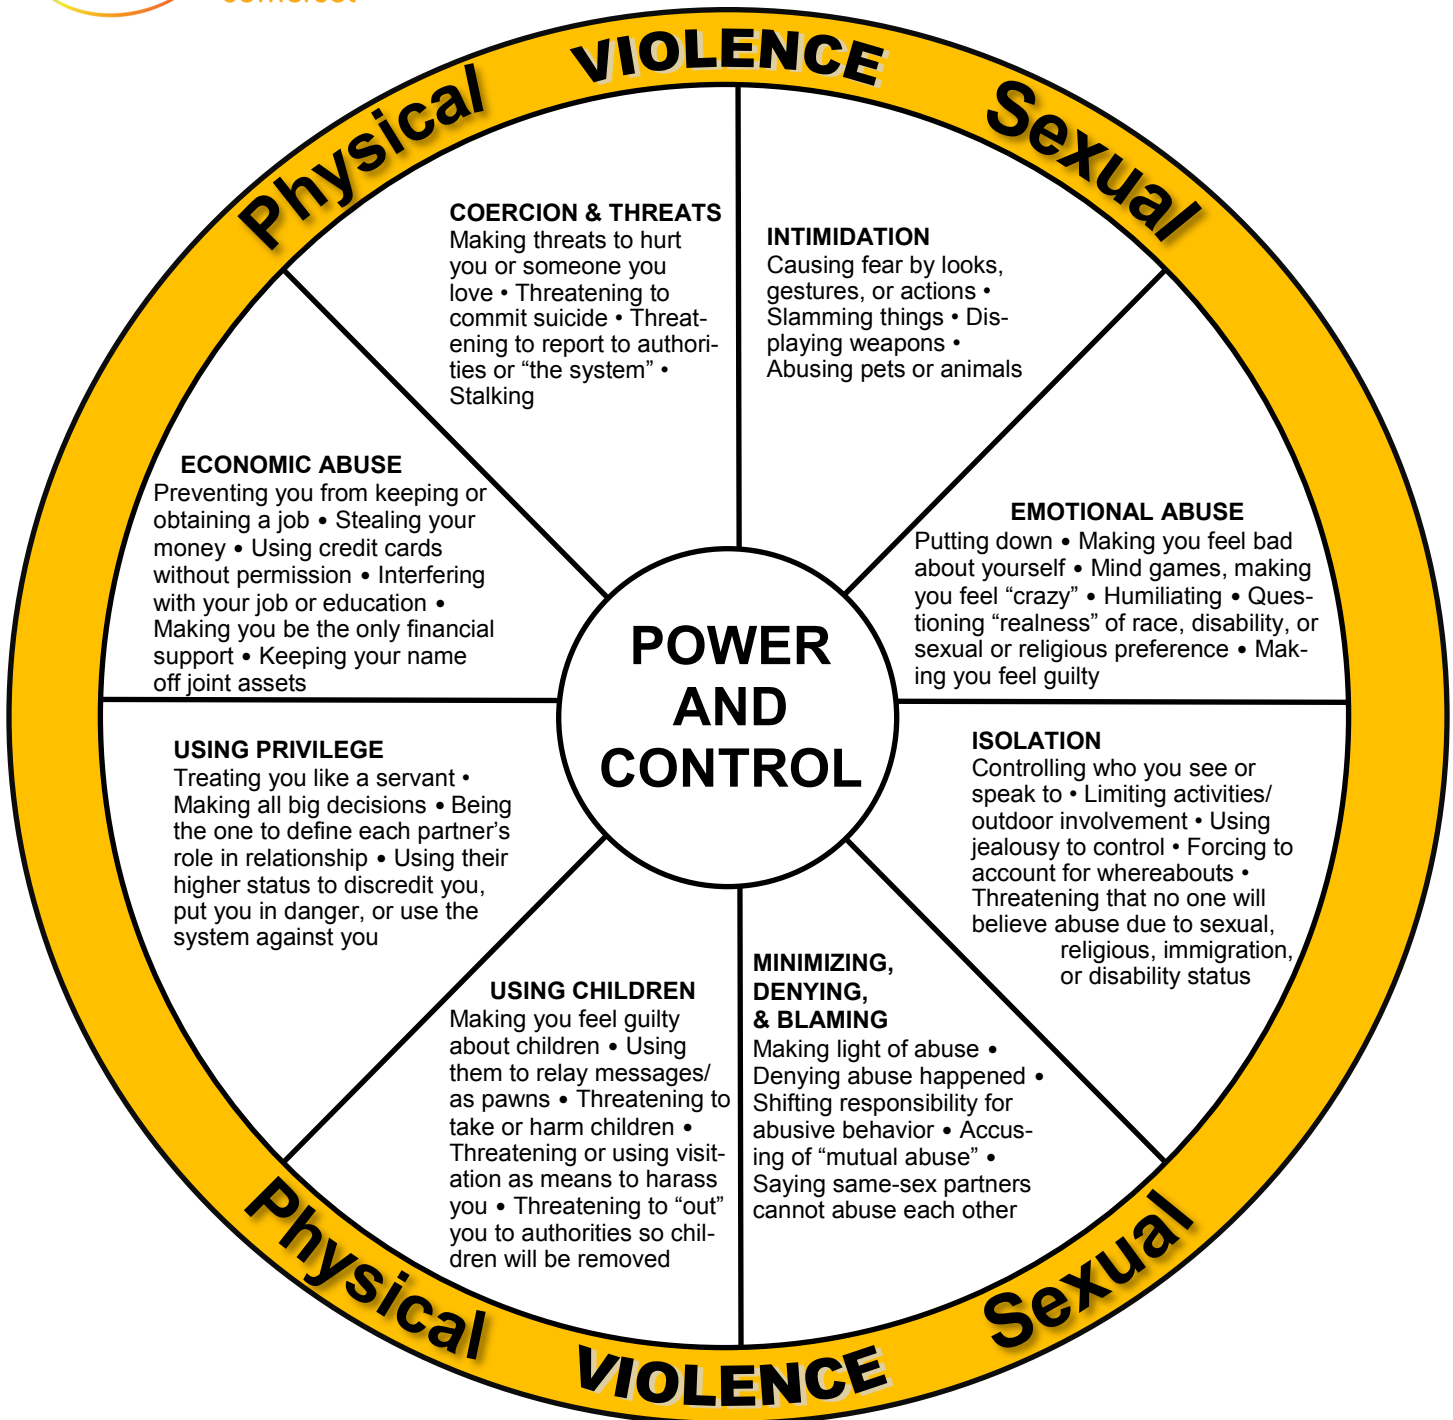 somerset
Physical
VIOLENCE
Sexual
COERCION & THREATS
Making threats to hurt
you or someone you
love • Threatening to
commit suicide • Threat-
ening to report to authori-
ties or “the system” •
Stalking
INTIMIDATION
Causing fear by looks,
gestures, or actions •
Slamming things • Dis-
playing weapons •
Abusing pets or animals
ECONOMIC ABUSE
Preventing you from keeping or
obtaining a job • Stealing your
money • Using credit cards
without permission • Interfering
with your job or education •
Making you be the only financial
support • Keeping your name
off joint assets
EMOTIONAL ABUSE
Putting down • Making you feel bad
about yourself • Mind games, making
you feel “crazy” • Humiliating • Ques-
tioning “realness” of race, disability, or
sexual or religious preference • Mak-
ing you feel guilty
POWER
AND
CONTROL
USING PRIVILEGE
Treating you like a servant •
Making all big decisions • Being
the one to define each partner’s
role in relationship • Using their
higher status to discredit you,
put you in danger, or use the
system against you
ISOLATION
Controlling who you see or
speak to • Limiting activities/
outdoor involvement • Using
jealousy to control • Forcing to
account for whereabouts •
Threatening that no one will
believe abuse due to sexual,
religious, immigration,
or disability status
USING CHILDREN
Making you feel guilty
about children • Using
them to relay messages/
as pawns • Threatening to
take or harm children •
Threatening or using visit-
ation as means to harass
you • Threatening to “out”
you to authorities so chil-
dren will be removed
MINIMIZING,
DENYING,
& BLAMING
Making light of abuse •
Denying abuse happened •
Shifting responsibility for
abusive behavior • Accus-
ing of “mutual abuse” •
Saying same-sex partners
cannot abuse each other
Physical
VIOLENCE
Sexual